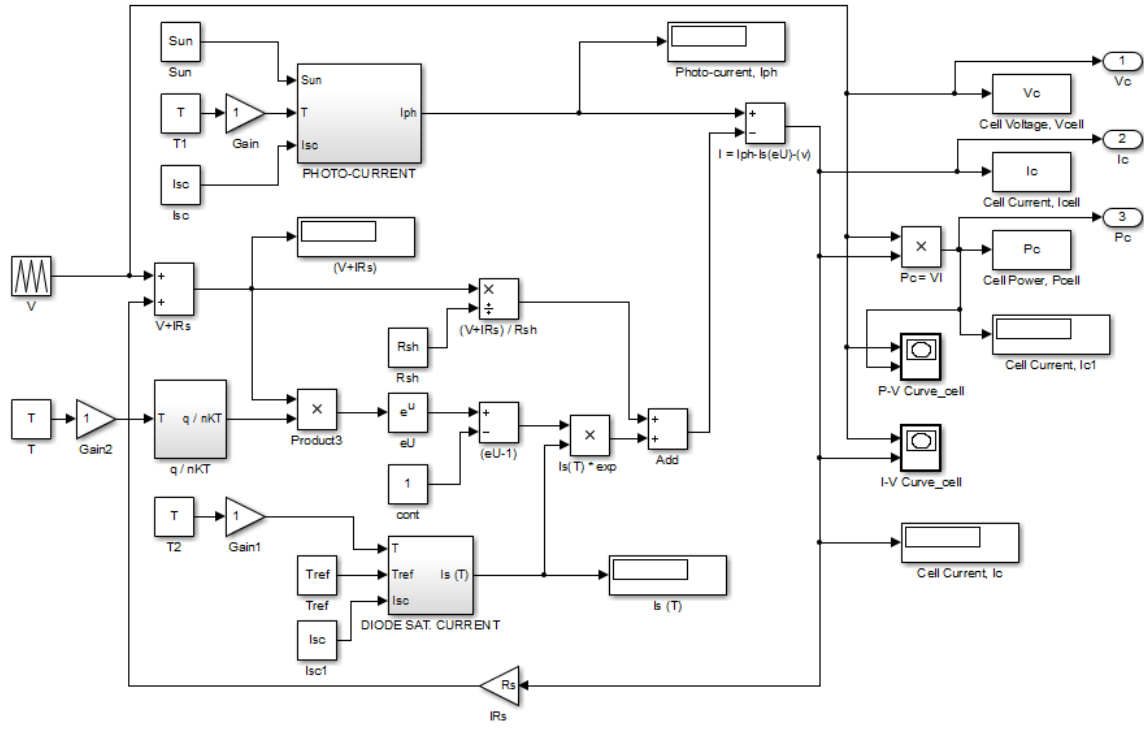 Sun
Sun
T
T1
1
Gain
Isc
Isc
Sun
T
Isc
Iph
PHOTO-CURRENT
Photo-current, Iph
+
−
I = Iph-Is(eU)-(v)
1
Vc
Vc
Cell Voltage, Vcell
2
Ic
Ic
Cell Current, Icell
3
Pc
×
Pc = VI
Pc
Cell Power, Pcell
Cell Current, Ic1
P-V Curve_cell
I-V Curve_cell
Cell Current, Ic
V
+
+
V+IRs
(V+IRs)
×
÷
(V+IRs) / Rsh
Rsh
Rsh
T
T
1
Gain2
T
q / nKT
q / nKT
×
Product3
e^u
eU
+
−
(eU-1)
1
cont
×
Is(T) * exp
+
+
Add
T
T2
1
Gain1
Tref
Tref
Isc
Isc1
T
Tref
Isc
Is (T)
DIODE SAT. CURRENT
Is (T)
Rs
IRs